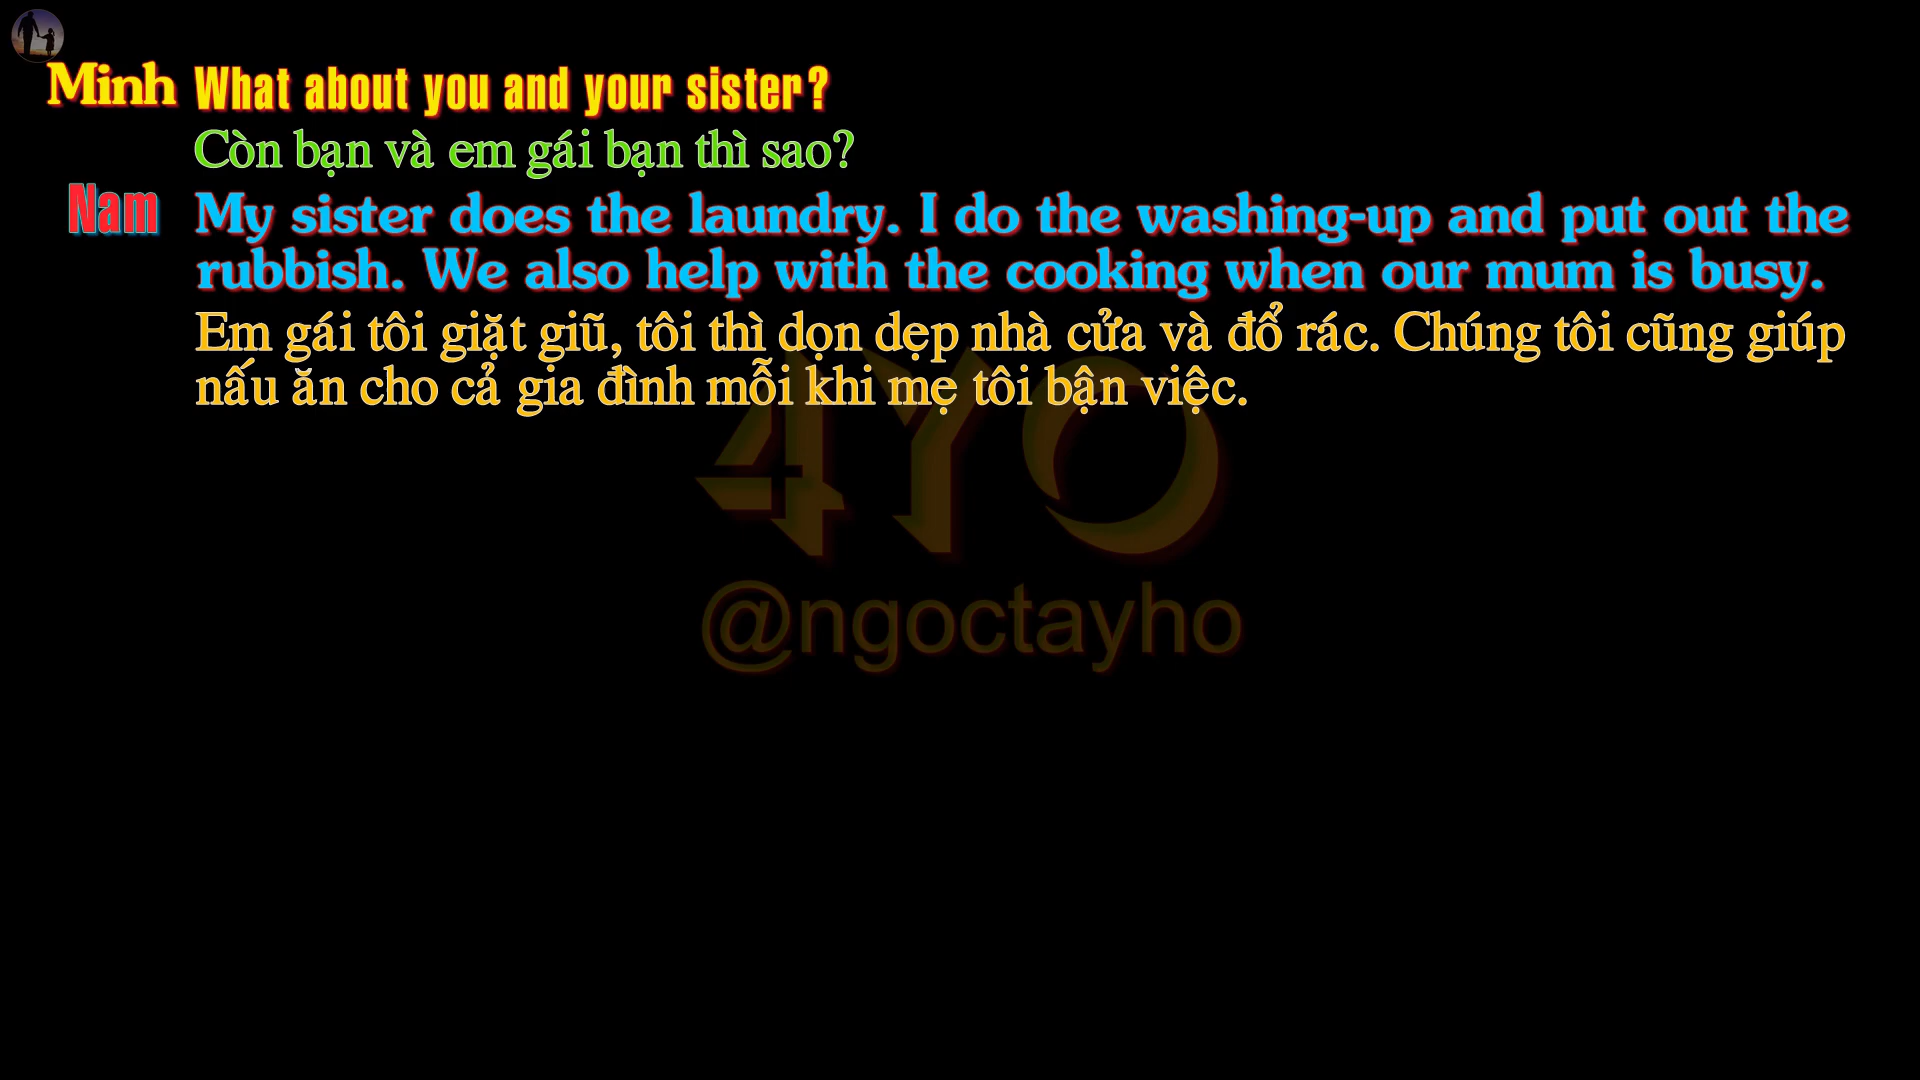 Minh What about you and your sister?
Còn bạn và em gái bạn thì sao?
Nam My sister does the laundry. I do the washing-up and put out the
rubbish. We also help with the cooking when our mum is busy.
Em gái tôi giặt giũ, tôi thì dọn dẹp nhà cửa và đổ rác. Chúng tôi cũng giúp
nấu ăn cho cả gia đình mỗi khi mẹ tôi bận việc.
4YO
@ngoctayho